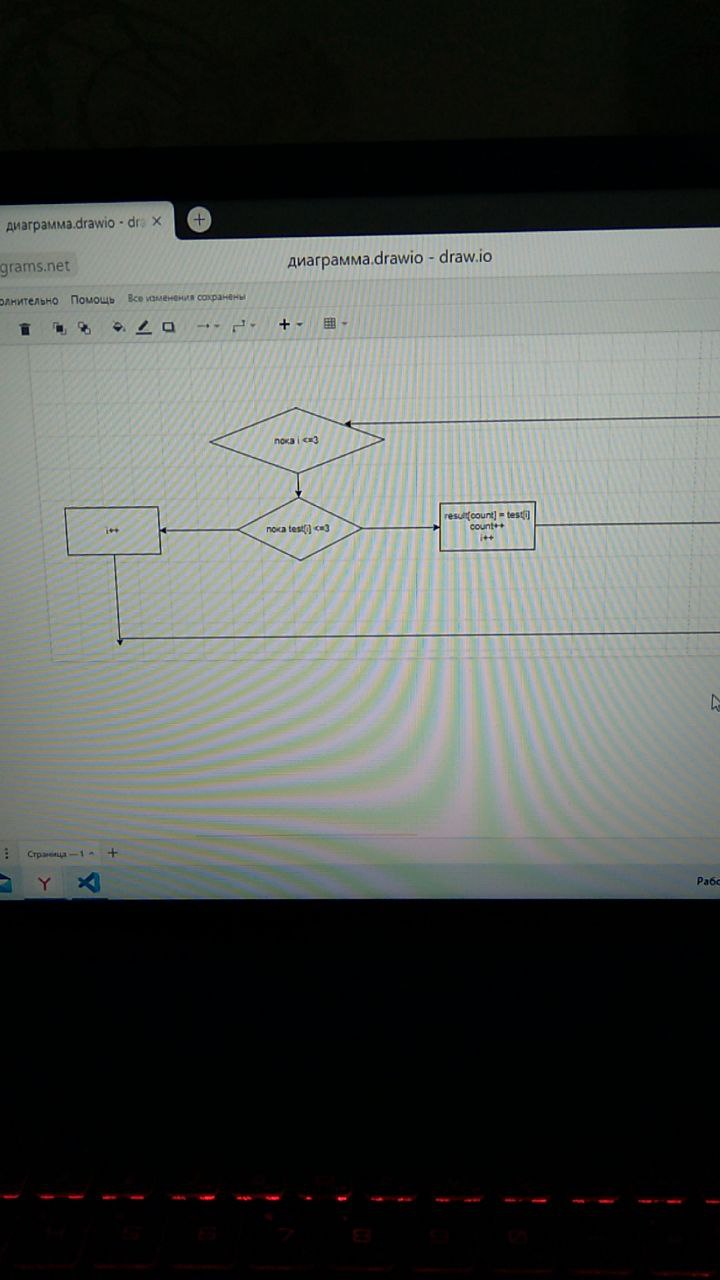 диаграмма.drawio - dr
grams.net
диаграмма.drawio - draw.io
олнительно Помощь Все изменения сохранены
пока i <=3
i++
пока test[i] <=3
result[count] = test[i]
count++
i++
Страница — 1
Рабо